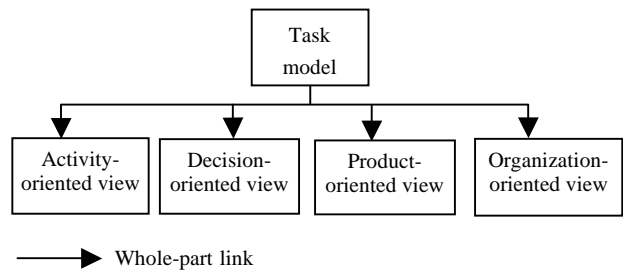 Task
model
Activity-
oriented view
Decision-
oriented view
Product-
oriented view
Organization-
oriented view
Whole-part link